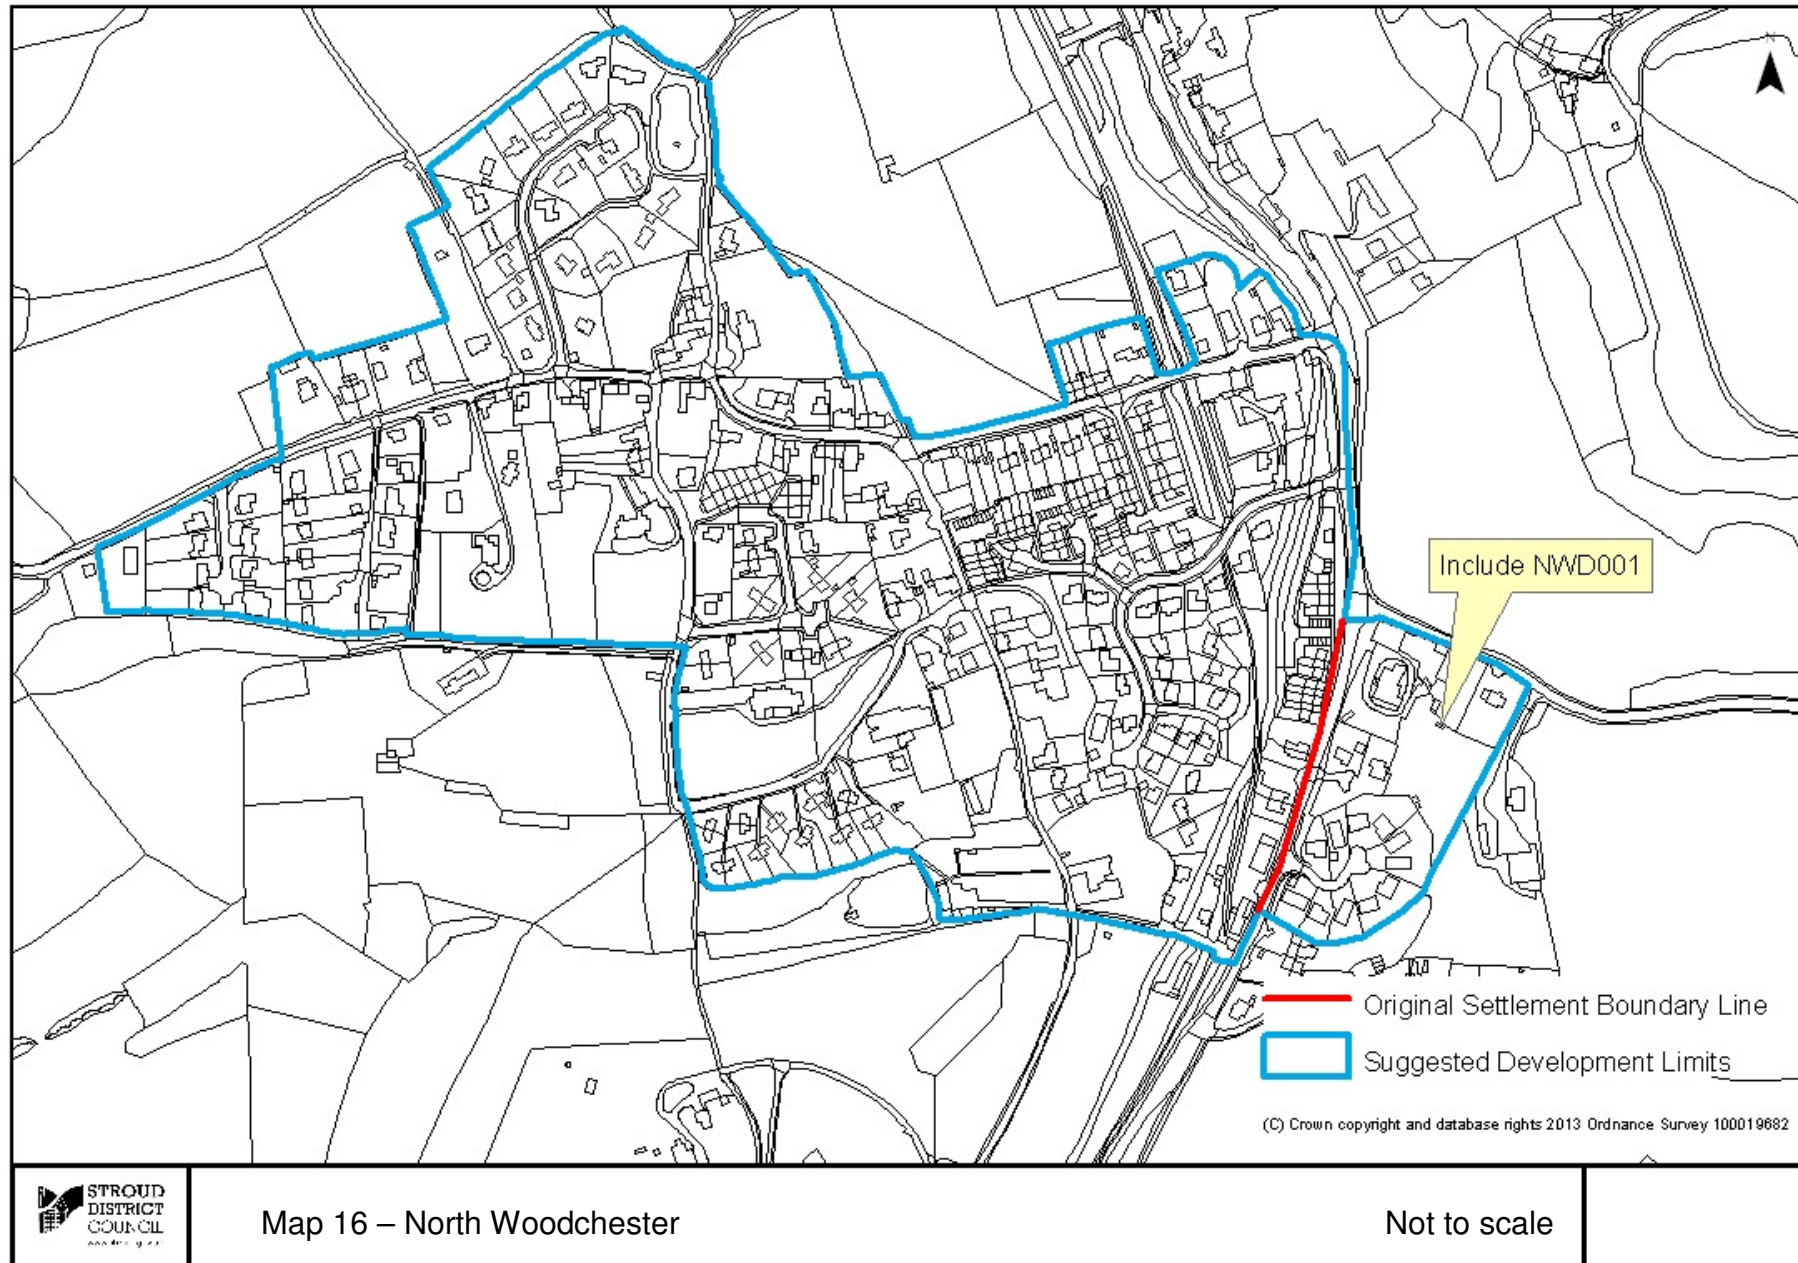 N
Include NWD001
Original Settlement Boundary Line
Suggested Development Limits
(C) Crown copyright and database rights 2013 Ordnance Survey 100019682
STROUD
DISTRICT
COUNCIL
Map 16 – North Woodchester
Not to scale